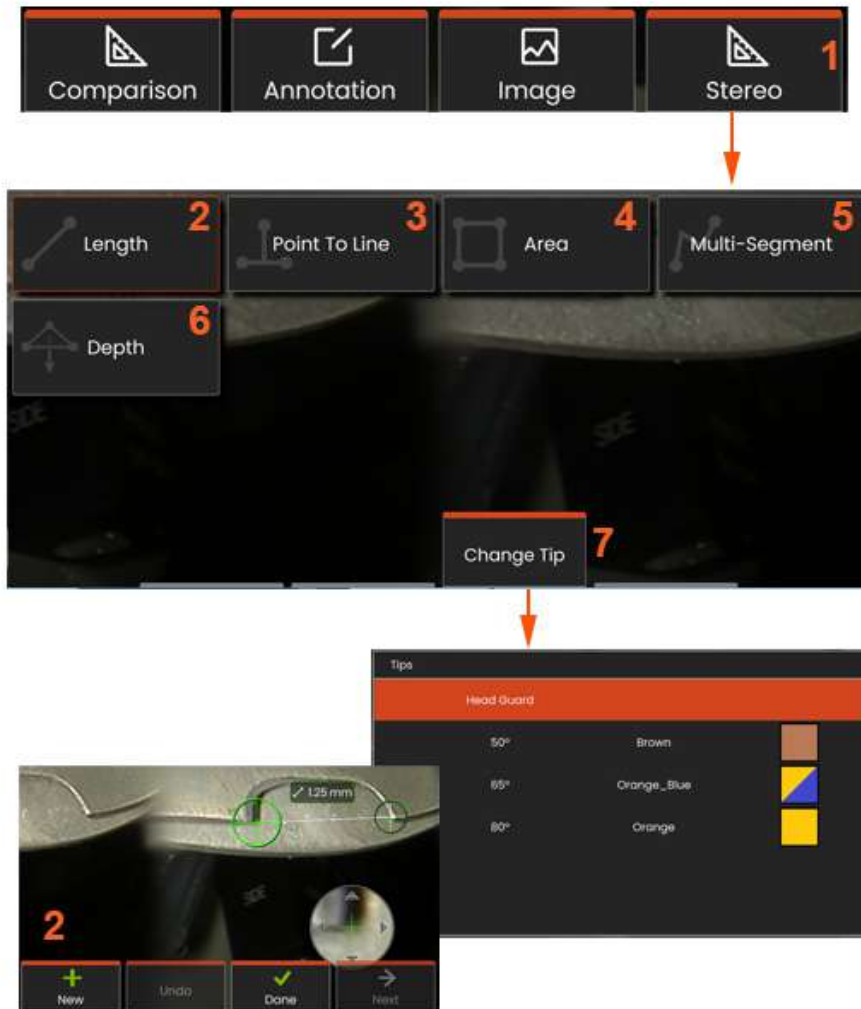 Comparison Annotation Image Stereo 1
Length 2 Point To Line 3 Area 4 Multi-Segment 5
Depth 6
SIDE SIDE
Change Tip 7
Tips
Head Guard
50° Brown
65° Orange_Blue
80° Orange
1.25 mm
2
New Undo Done Next